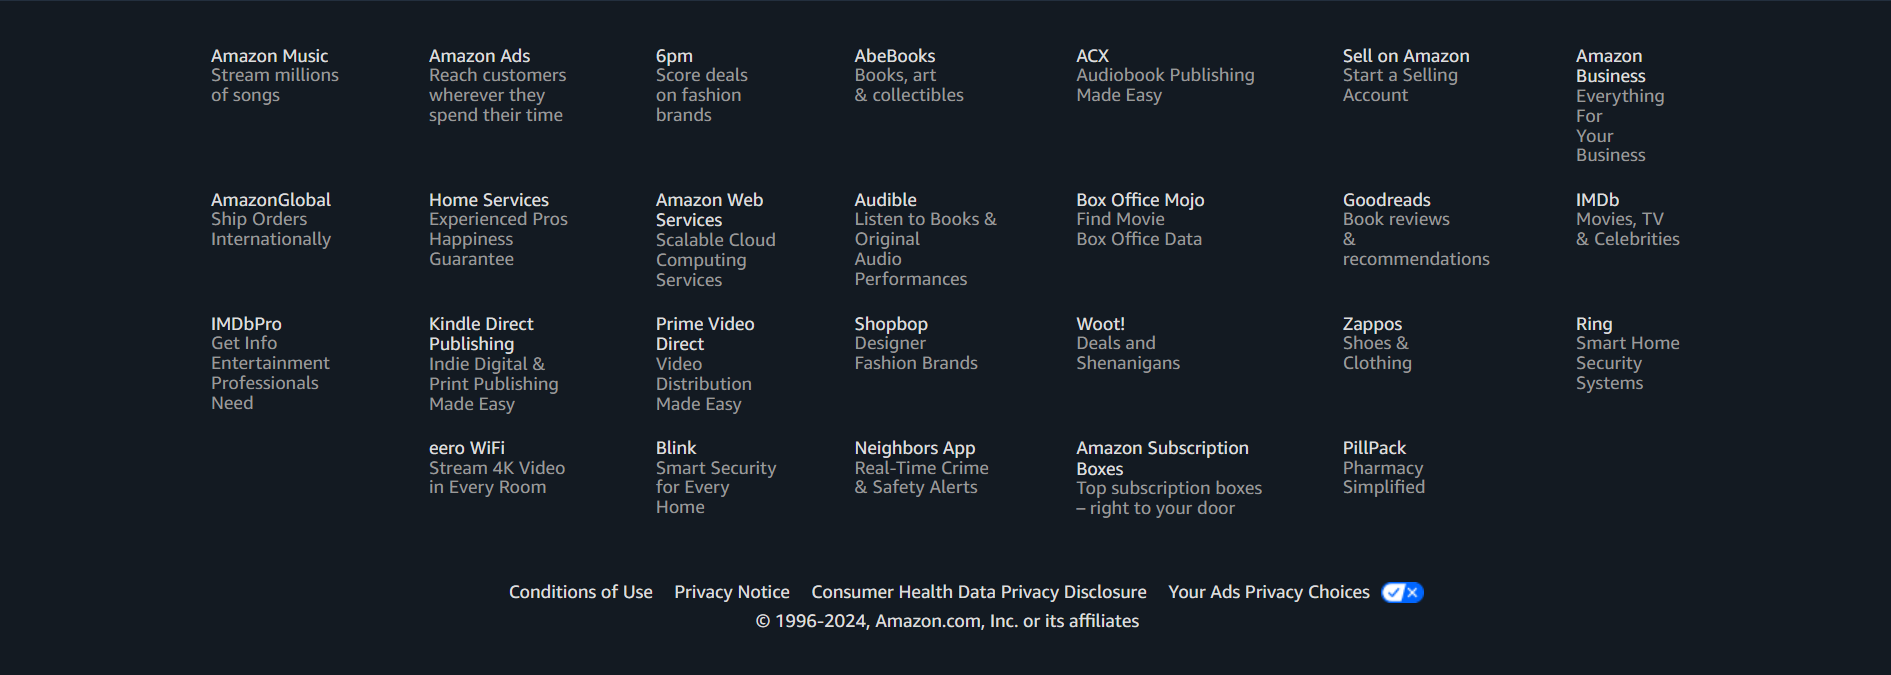 Amazon Music
Stream millions
of songs
Amazon Ads
Reach customers
wherever they
spend their time
6pm
Score deals
on fashion
brands
AbeBooks
Books, art
& collectibles
ACX
Audiobook Publishing
Made Easy
Sell on Amazon
Start a Selling
Account
Amazon
Business
Everything
For
Your
Business
AmazonGlobal
Ship Orders
Internationally
Home Services
Experienced Pros
Happiness
Guarantee
Amazon Web
Services
Scalable Cloud
Computing
Services
Audible
Listen to Books &
Original
Audio
Performances
Box Office Mojo
Find Movie
Box Office Data
Goodreads
Book reviews
&
recommendations
IMDb
Movies, TV
& Celebrities
IMDbPro
Get Info
Entertainment
Professionals
Need
Kindle Direct
Publishing
Indie Digital &
Print Publishing
Made Easy
Prime Video
Direct
Video
Distribution
Made Easy
Shopbop
Designer
Fashion Brands
Woot!
Deals and
Shenanigans
Zappos
Shoes &
Clothing
Ring
Smart Home
Security
Systems
eero WiFi
Stream 4K Video
in Every Room
Blink
Smart Security
for Every
Home
Neighbors App
Real-Time Crime
& Safety Alerts
Amazon Subscription
Boxes
Top subscription boxes
– right to your door
PillPack
Pharmacy
Simplified
Conditions of Use Privacy Notice Consumer Health Data Privacy Disclosure Your Ads Privacy Choices
© 1996-2024, Amazon.com, Inc. or its affiliates